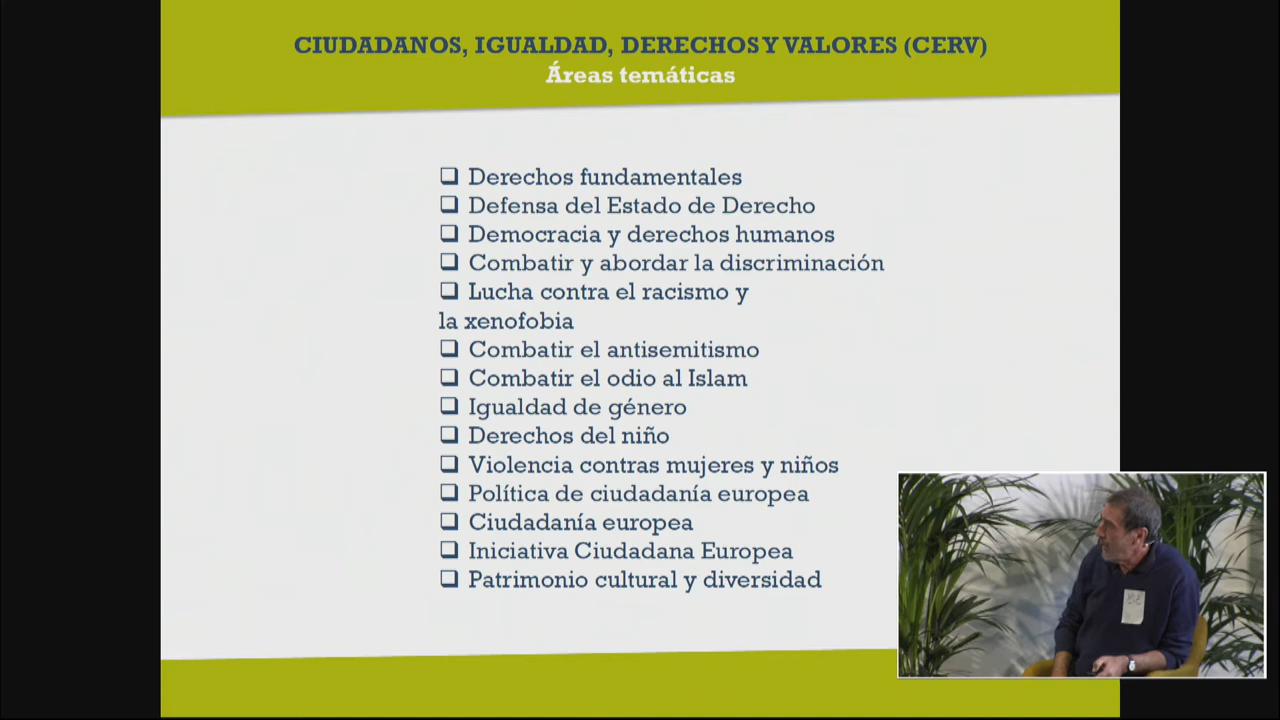 CIUDADANOS, IGUALDAD, DERECHOS Y VALORES (CERV)
Áreas temáticas
❑ Derechos fundamentales
❑ Defensa del Estado de Derecho
❑ Democracia y derechos humanos
❑ Combatir y abordar la discriminación
❑ Lucha contra el racismo y
la xenofobia
❑ Combatir el antisemitismo
❑ Combatir el odio al Islam
❑ Igualdad de género
❑ Derechos del niño
❑ Violencia contras mujeres y niños
❑ Política de ciudadanía europea
❑ Ciudadanía europea
❑ Iniciativa Ciudadana Europea
❑ Patrimonio cultural y diversidad